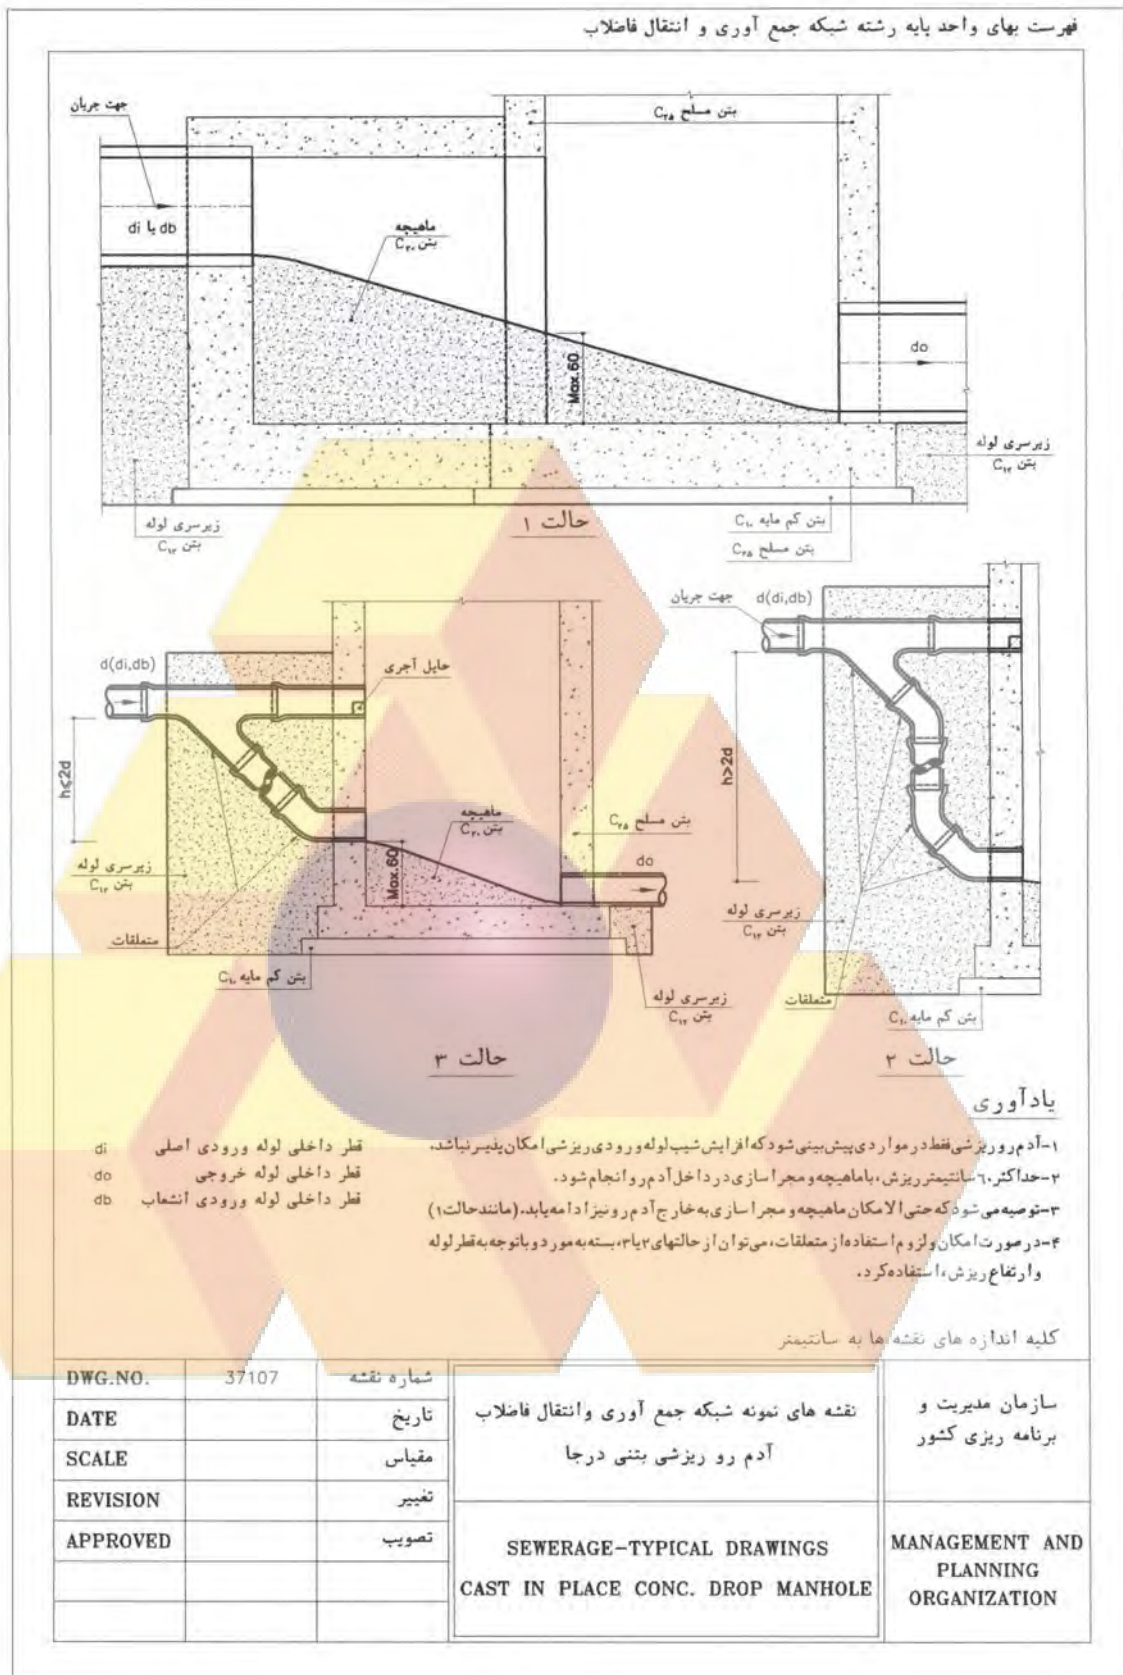 فهرست بهای واحد پایه رشته شبکه جمع آوری و انتقال فاضلاب
جهت جریان
بتن مسلح C₂₅
di یا db
ماهیچه
بتن C₂۰
Max.60
do
زیرسری لوله
بتن C₁₂
زیرسری لوله
بتن C₁₂
حالت ۱
بتن کم مایه C₁۰
بتن مسلح C₂₅
d(di,db)
حایل آجری
h≤2d
ماهیچه
بتن C₂۰
Max.60
بتن مسلح C₂₅
do
زیرسری لوله
بتن C₁₂
متعلقات
بتن کم مایه C₁۰
زیرسری لوله
بتن C₁₂
حالت ۳
جهت جریان
d(di,db)
h>2d
زیرسری لوله
بتن C₁₂
متعلقات
بتن کم مایه C₁۰
حالت ۲
یادآوری
۱-آدم رو ریزشی فقط در مواردی پیش بینی شود که افزایش شیب لوله ورودی ریزشی امکان پذیر نباشد.
۲-حداکثر ۶۰ سانتیمتر ریزش، با ماهیچه و مجرا سازی در داخل آدم رو انجام شود.
۳-توصیه می شود که حتی الامکان ماهیچه و مجرا سازی به خارج آدم رو نیز ادامه یابد. (مانند حالت ۱)
۴-در صورت امکان و لزوم استفاده از متعلقات، می توان از حالتهای ۲ یا ۳، بسته به مورد و با توجه به قطر لوله
و ارتفاع ریزش، استفاده کرد.
قطر داخلی لوله ورودی اصلی di
قطر داخلی لوله خروجی do
قطر داخلی لوله ورودی انشعاب db
کلیه اندازه های نقشه ها به سانتیمتر
DWG.NO. 37107 شماره نقشه
DATE تاریخ
SCALE مقیاس
REVISION تغییر
APPROVED تصویب
نقشه های نمونه شبکه جمع آوری وانتقال فاضلاب
آدم رو ریزشی بتنی درجا
SEWERAGE-TYPICAL DRAWINGS
CAST IN PLACE CONC. DROP MANHOLE
سازمان مدیریت و
برنامه ریزی کشور
MANAGEMENT AND
PLANNING
ORGANIZATION